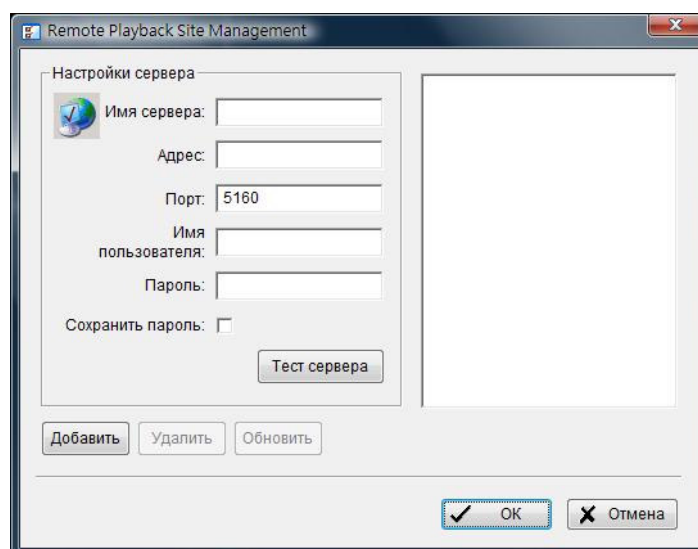 Remote Playback Site Management
Настройки сервера
Имя сервера:
Адрес:
Порт: 5160
Имя
пользователя:
Пароль:
Сохранить пароль:
Тест сервера
Добавить Удалить Обновить
OK Отмена